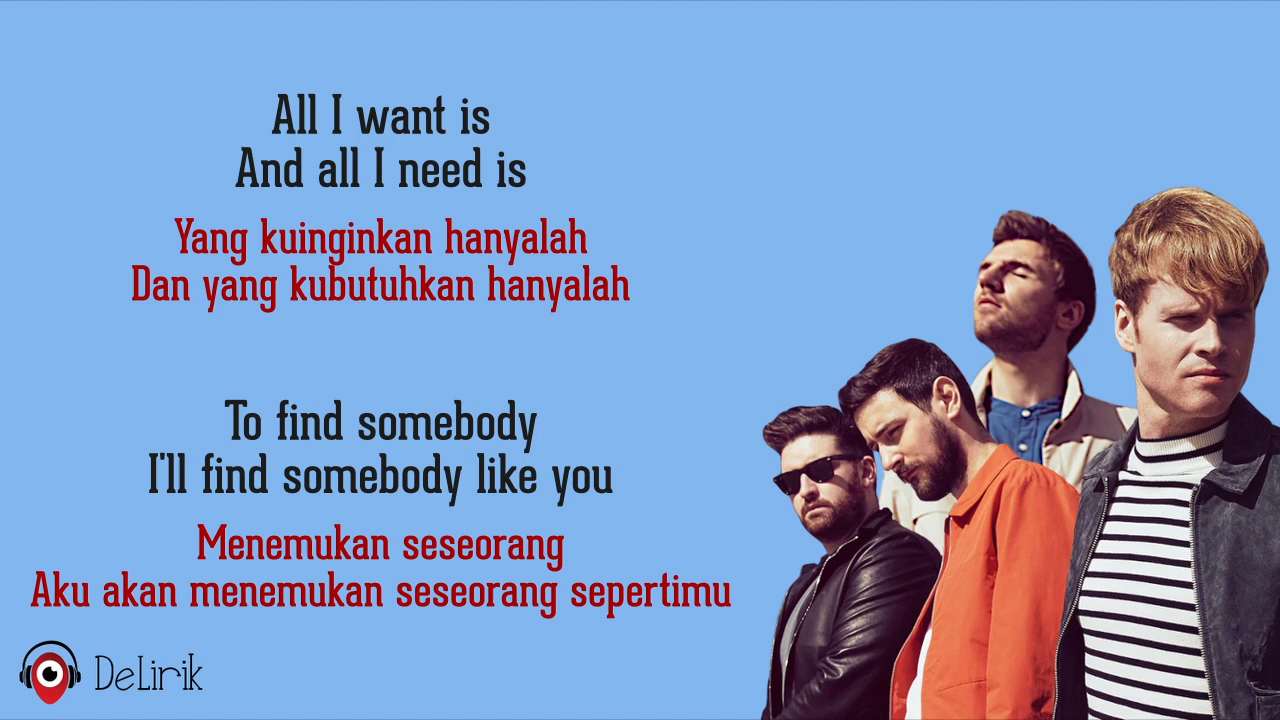 All I want is
And all I need is
Yang kuinginkan hanyalah
Dan yang kubutuhkan hanyalah
To find somebody
I'll find somebody like you
Menemukan seseorang
Aku akan menemukan seseorang sepertimu
DeLirik